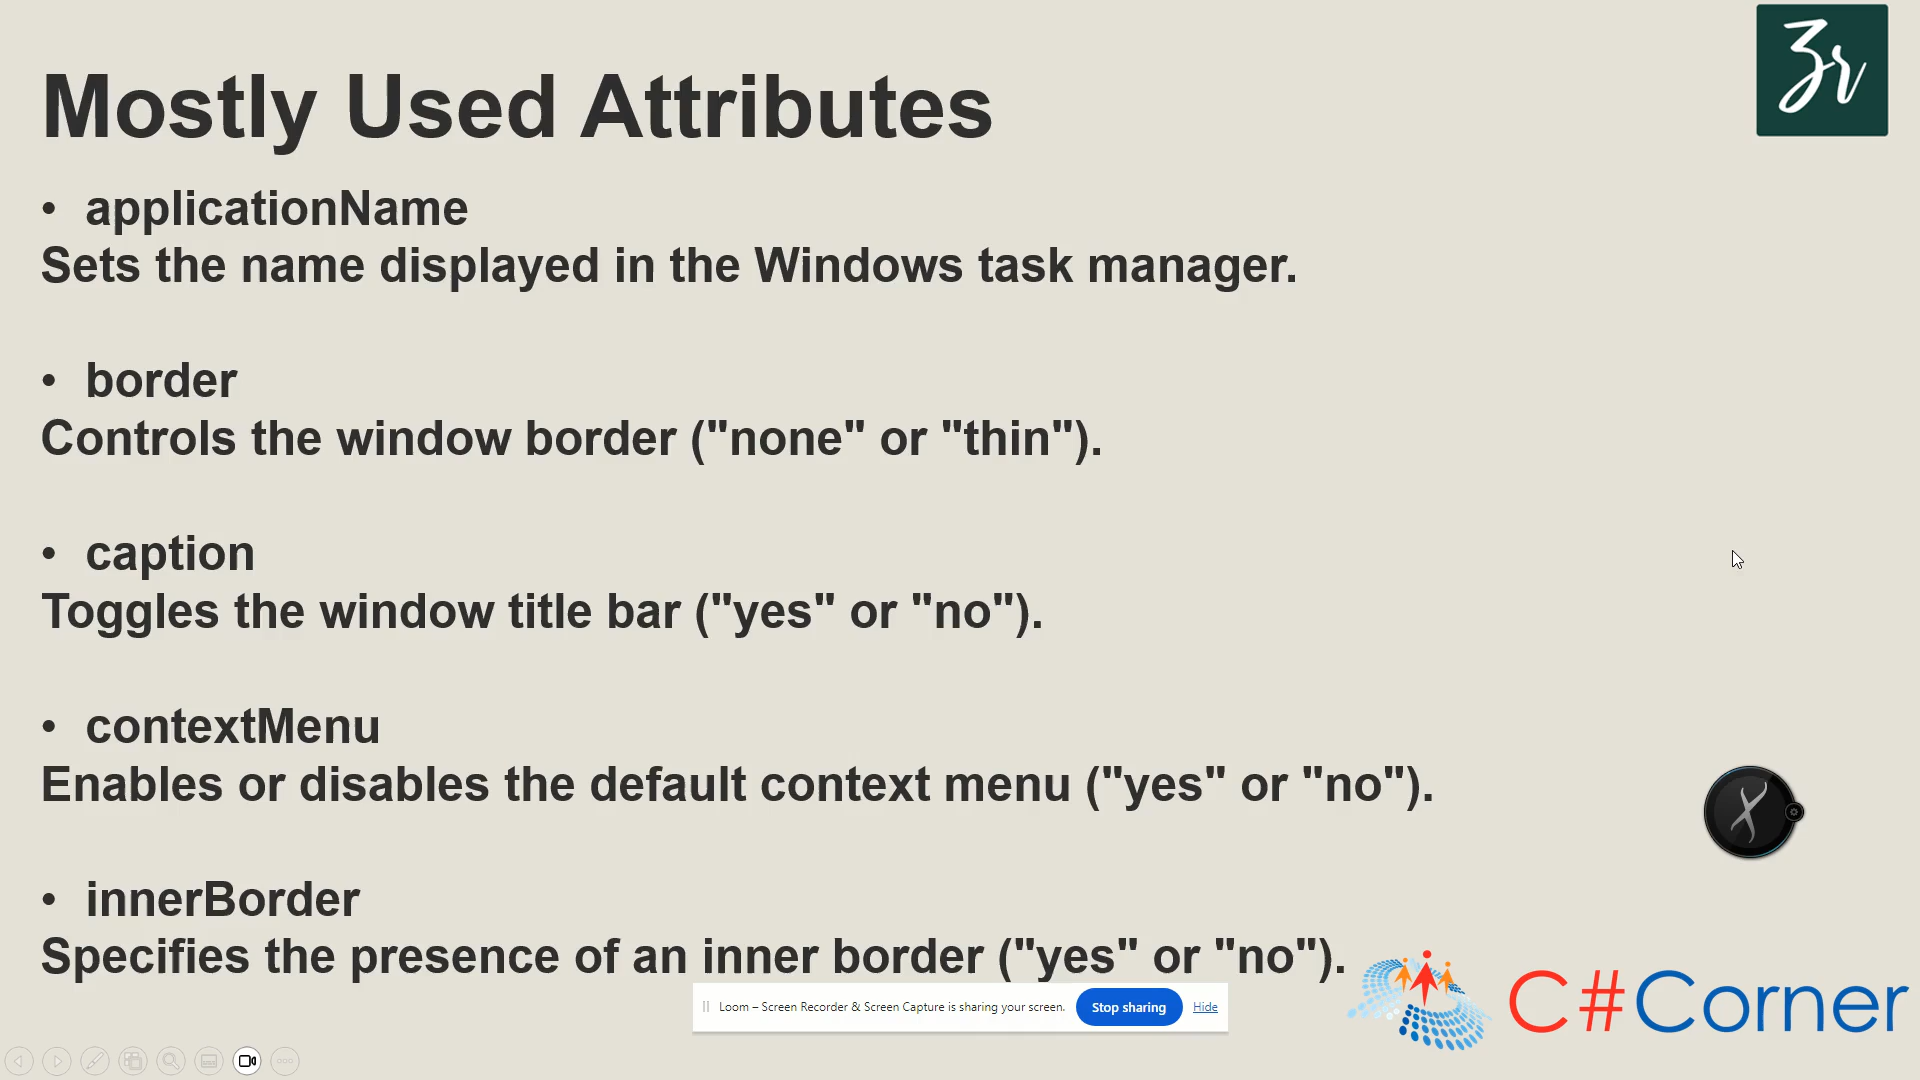 Mostly Used Attributes
Zr
• applicationName
Sets the name displayed in the Windows task manager.
• border
Controls the window border ("none" or "thin").
• caption
Toggles the window title bar ("yes" or "no").
• contextMenu
Enables or disables the default context menu ("yes" or "no").
• innerBorder
Specifies the presence of an inner border ("yes" or "no").
Loom – Screen Recorder & Screen Capture is sharing your screen. Stop sharing Hide
C#Corner